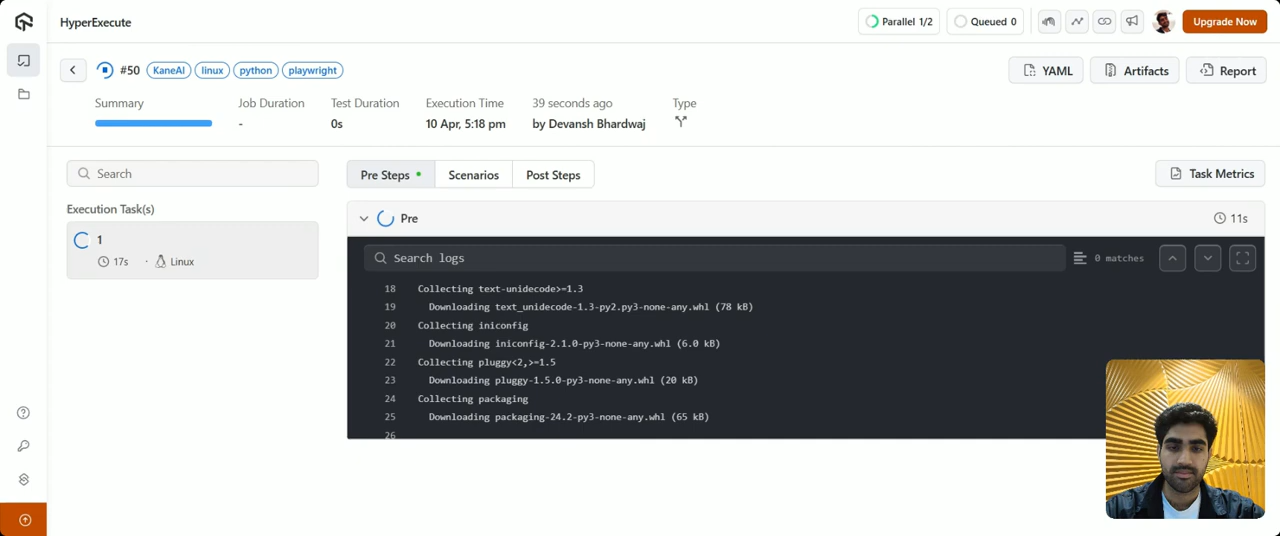 HyperExecute
Parallel 1/2
Queued 0
Upgrade Now
#50 KaneAI linux python playwright
YAML
Artifacts
Report
Summary
Job Duration
-
Test Duration
0s
Execution Time
10 Apr, 5:18 pm
39 seconds ago
by Devansh Bhardwaj
Type
Search
Execution Task(s)
1
17s · Linux
Pre Steps
Scenarios
Post Steps
Task Metrics
Pre
11s
Search logs
0 matches
18 Collecting text-unidecode>=1.3
19 Downloading text_unidecode-1.3-py2.py3-none-any.whl (78 kB)
20 Collecting iniconfig
21 Downloading iniconfig-2.1.0-py3-none-any.whl (6.0 kB)
22 Collecting pluggy<2,>=1.5
23 Downloading pluggy-1.5.0-py3-none-any.whl (20 kB)
24 Collecting packaging
25 Downloading packaging-24.2-py3-none-any.whl (65 kB)
26